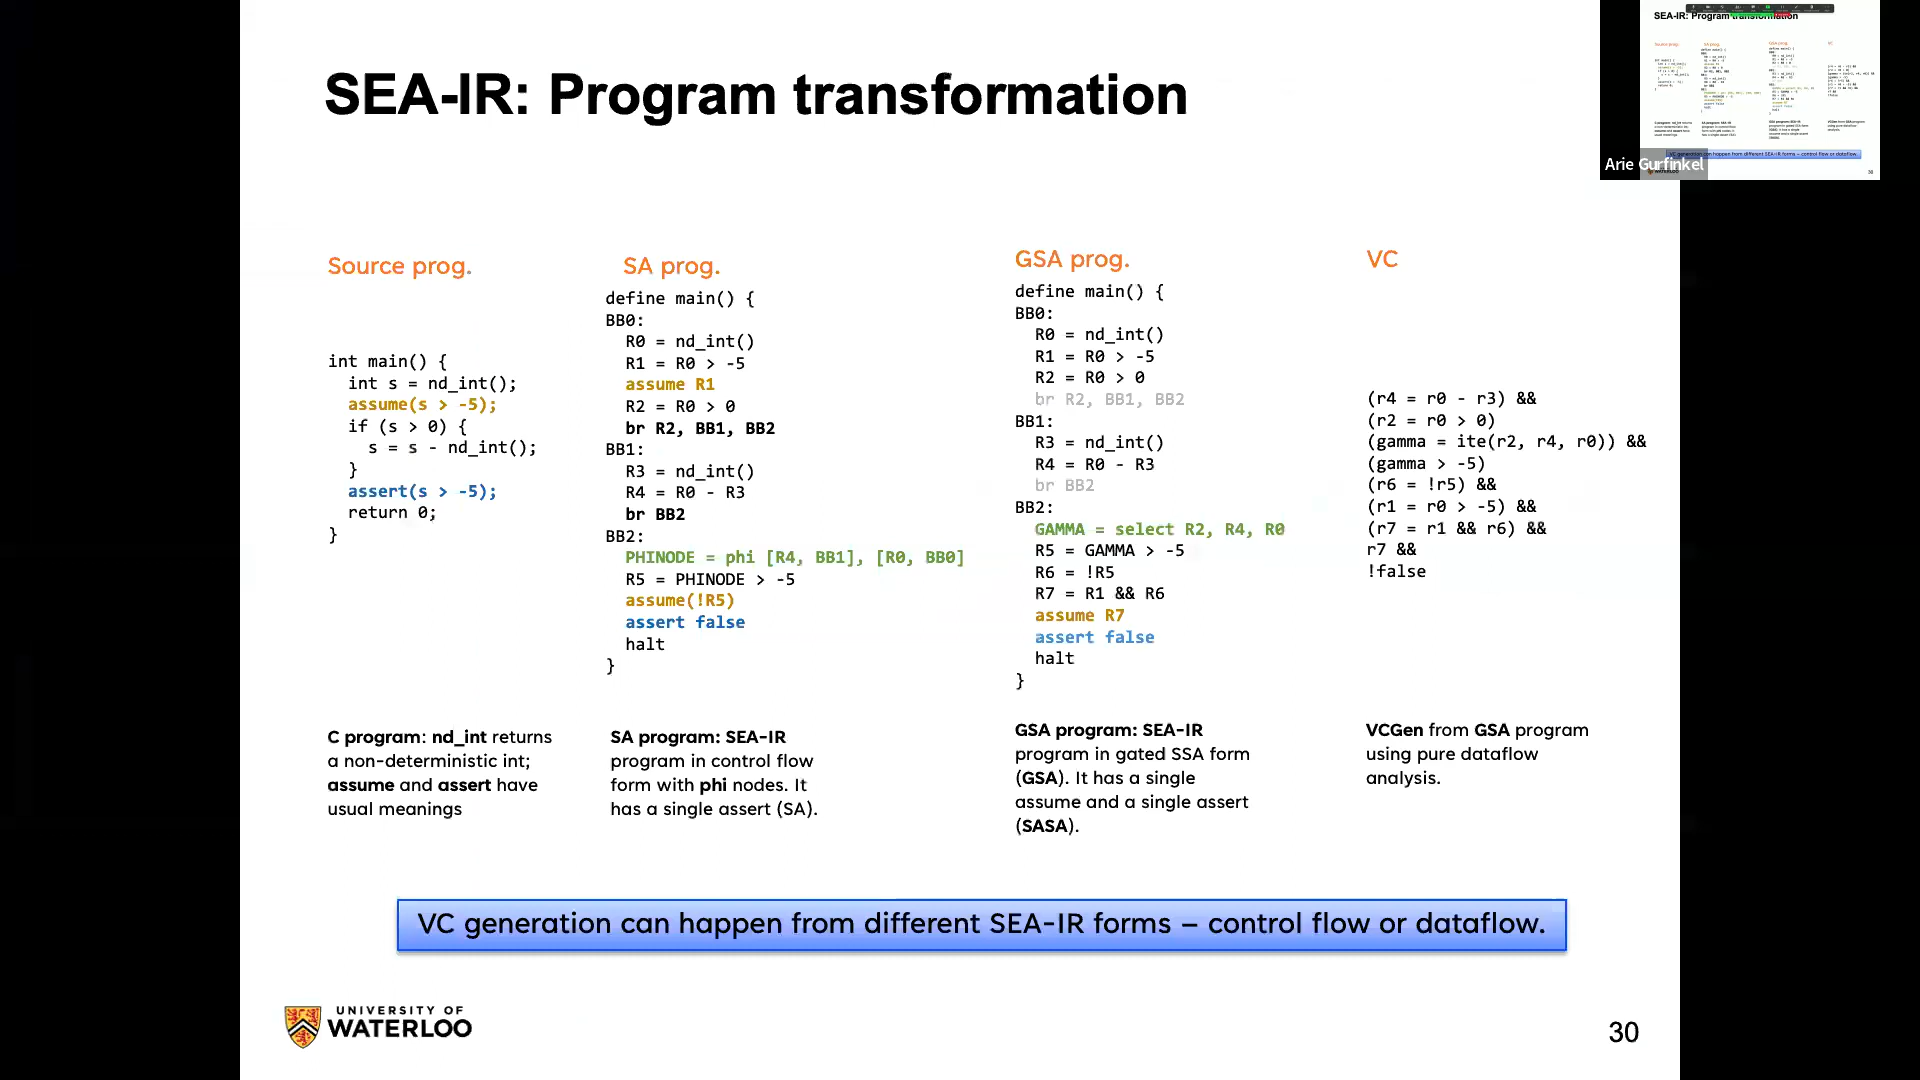 SEA-IR: Program transformation
Source prog.
int main() {
int s = nd_int();
assume(s > -5);
if (s > 0) {
s = s - nd_int();
}
assert(s > -5);
return 0;
}
C program: nd_int returns
a non-deterministic int;
assume and assert have
usual meanings
SA prog.
define main() {
BB0:
R0 = nd_int()
R1 = R0 > -5
assume R1
R2 = R0 > 0
br R2, BB1, BB2
BB1:
R3 = nd_int()
R4 = R0 - R3
br BB2
BB2:
PHINODE = phi [R4, BB1], [R0, BB0]
R5 = PHINODE > -5
assume(!R5)
assert false
halt
}
SA program: SEA-IR
program in control flow
form with phi nodes. It
has a single assert (SA).
GSA prog.
define main() {
BB0:
R0 = nd_int()
R1 = R0 > -5
R2 = R0 > 0
br R2, BB1, BB2
BB1:
R3 = nd_int()
R4 = R0 - R3
br BB2
BB2:
GAMMA = select R2, R4, R0
R5 = GAMMA > -5
R6 = !R5
R7 = R1 && R6
assume R7
assert false
halt
}
GSA program: SEA-IR
program in gated SSA form
(GSA). It has a single
assume and a single assert
(SASA).
VC
(r4 = r0 - r3) &&
(r2 = r0 > 0)
(gamma = ite(r2, r4, r0)) &&
(gamma > -5)
(r6 = !r5) &&
(r1 = r0 > -5) &&
(r7 = r1 && r6) &&
r7 &&
!false
VCGen from GSA program
using pure dataflow
analysis.
VC generation can happen from different SEA-IR forms – control flow or dataflow.
UNIVERSITY OF
WATERLOO
30
Arie Gurfinkel